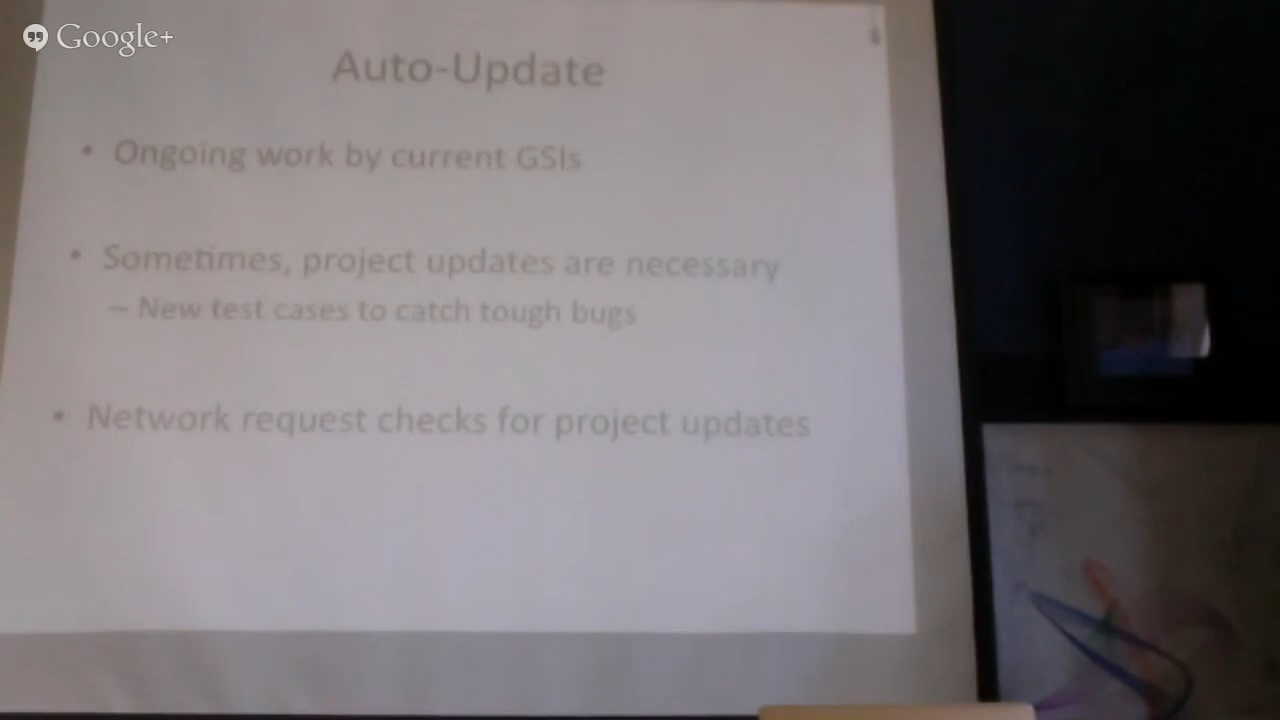 Google+
Auto-Update
• Ongoing work by current GSIs
• Sometimes, project updates are necessary
– New test cases to catch tough bugs
• Network request checks for project updates